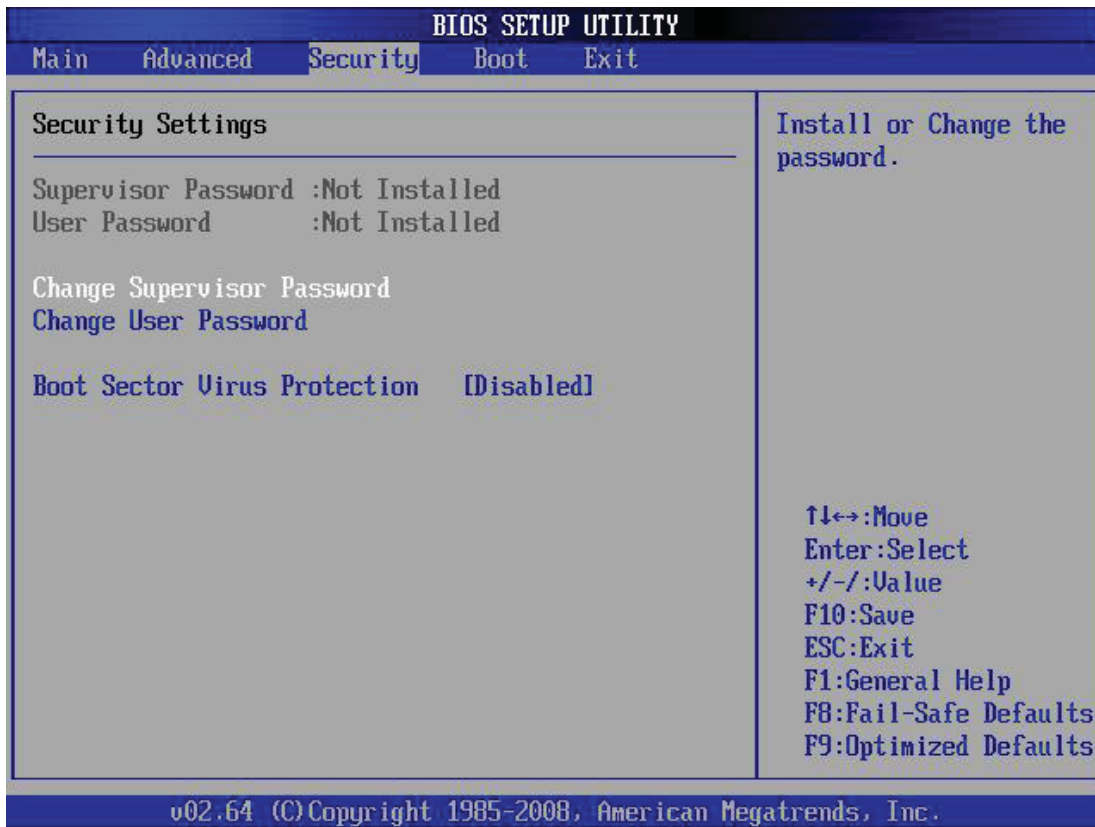 BIOS SETUP UTILITY
Main Advanced Security Boot Exit
Security Settings
Supervisor Password :Not Installed
User Password :Not Installed
Change Supervisor Password
Change User Password
Boot Sector Virus Protection [Disabled]
Install or Change the
password.
↑↓←→:Move
Enter:Select
+/-/:Value
F10:Save
ESC:Exit
F1:General Help
F8:Fail-Safe Defaults
F9:Optimized Defaults
v02.64 (C)Copyright 1985-2008, American Megatrends, Inc.